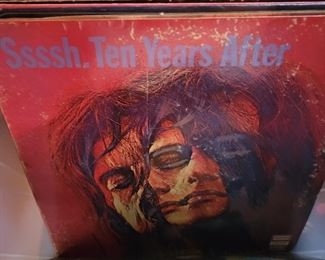 Ssssh. Ten Years After